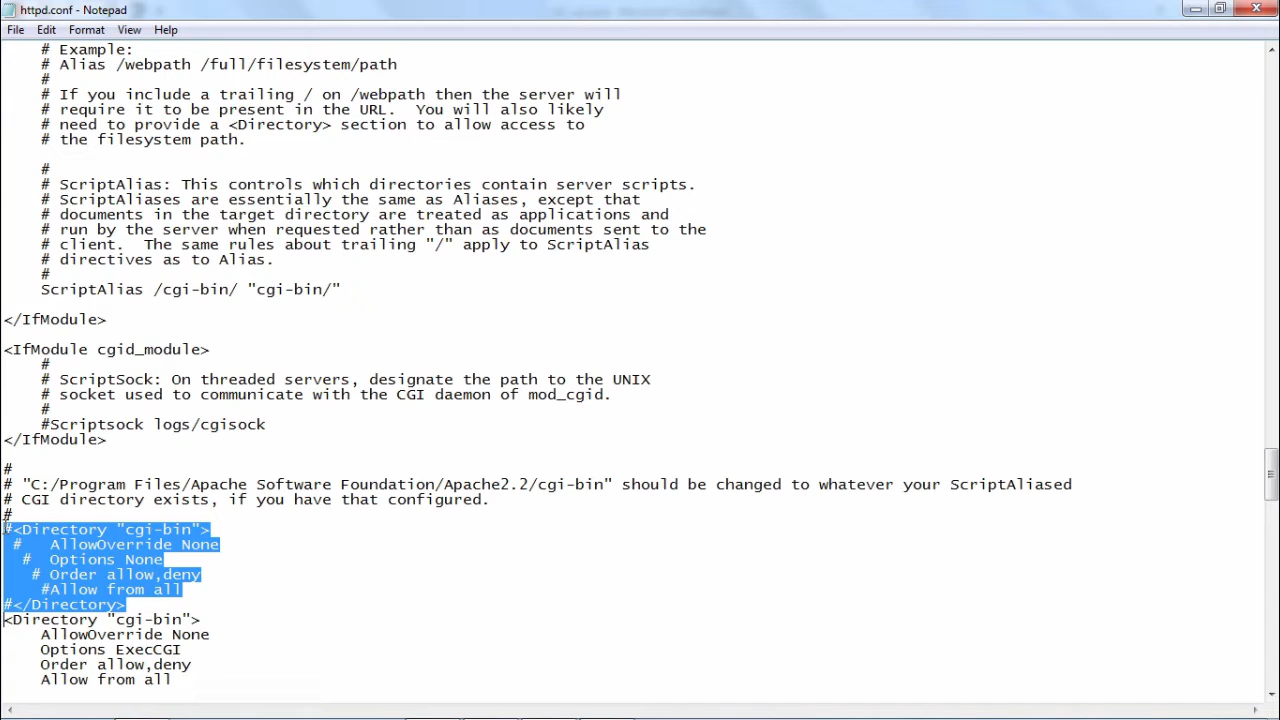 httpd.conf - Notepad
File Edit Format View Help
# Example:
# Alias /webpath /full/filesystem/path
#
# If you include a trailing / on /webpath then the server will
# require it to be present in the URL.  You will also likely
# need to provide a <Directory> section to allow access to
# the filesystem path.
#
# ScriptAlias: This controls which directories contain server scripts.
# ScriptAliases are essentially the same as Aliases, except that
# documents in the target directory are treated as applications and
# run by the server when requested rather than as documents sent to the
# client.  The same rules about trailing "/" apply to ScriptAlias
# directives as to Alias.
#
ScriptAlias /cgi-bin/ "cgi-bin/"
</IfModule>
<IfModule cgid_module>
#
# ScriptSock: On threaded servers, designate the path to the UNIX
# socket used to communicate with the CGI daemon of mod_cgid.
#
#Scriptsock logs/cgisock
</IfModule>
#
# "C:/Program Files/Apache Software Foundation/Apache2.2/cgi-bin" should be changed to whatever your ScriptAliased
# CGI directory exists, if you have that configured.
#
#<Directory "cgi-bin">
#   AllowOverride None
#  Options None
# Order allow,deny
#Allow from all
#</Directory>
<Directory "cgi-bin">
AllowOverride None
Options ExecCGI
Order allow,deny
Allow from all